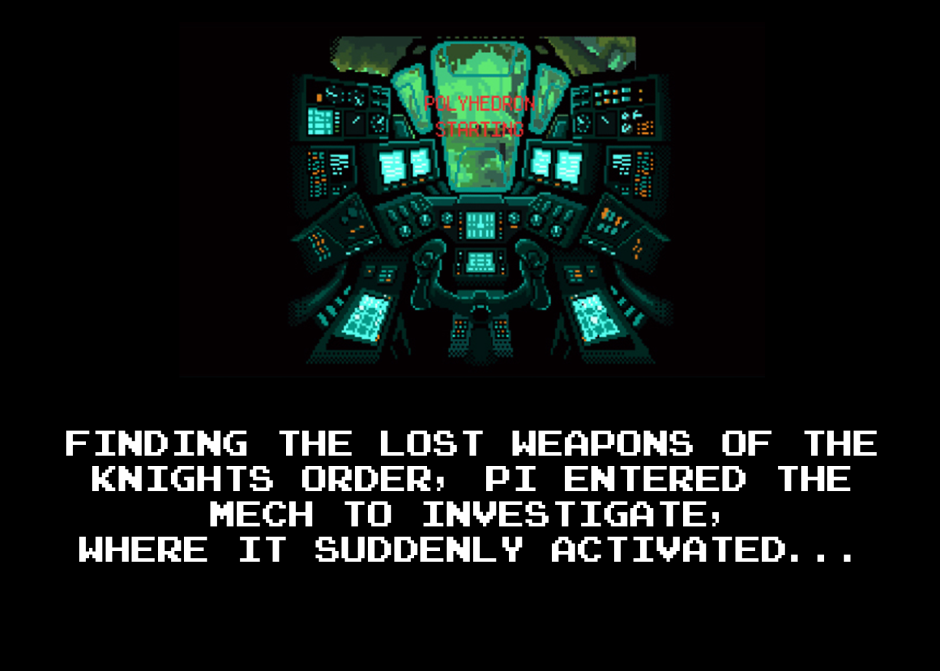 POLYHEDRON
STARTING
FINDING THE LOST WEAPONS OF THE
KNIGHTS ORDER, PI ENTERED THE
MECH TO INVESTIGATE,
WHERE IT SUDDENLY ACTIVATED...